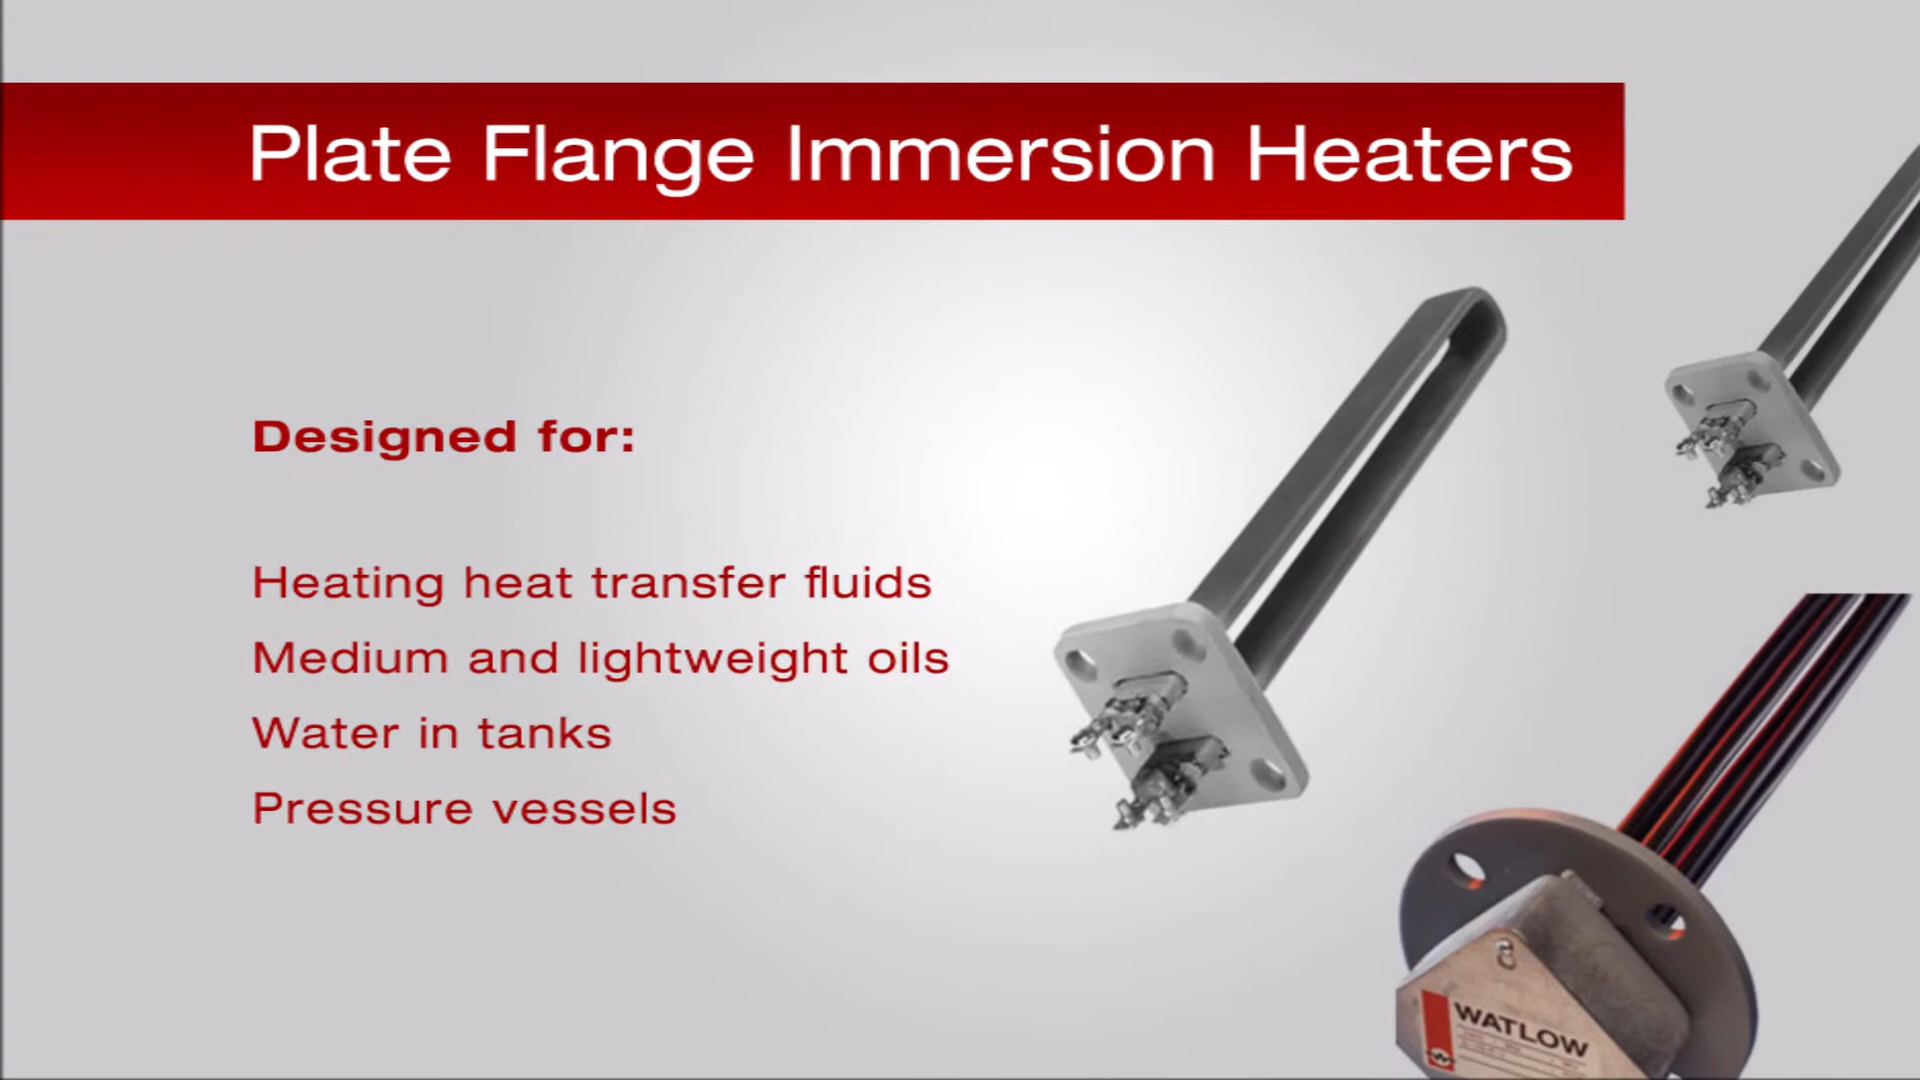 Plate Flange Immersion Heaters
Designed for:
Heating heat transfer fluids
Medium and lightweight oils
Water in tanks
Pressure vessels
WATLOW